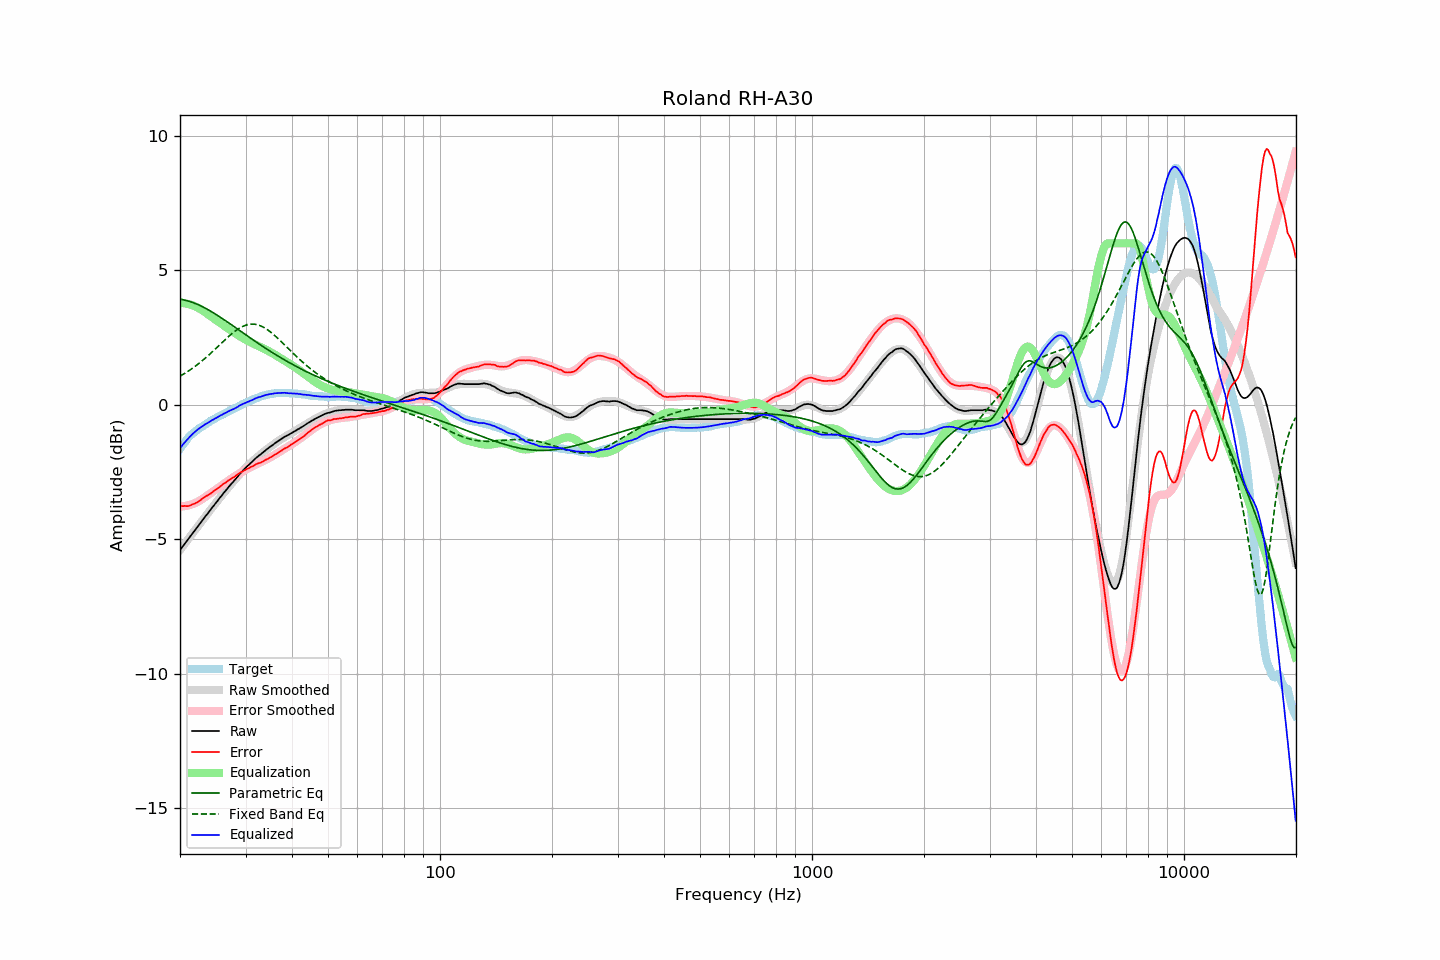 Roland RH-A30
10
5
0
−5
−10
−15
Amplitude (dBr)
Target
Raw Smoothed
Error Smoothed
Raw
Error
Equalization
Parametric Eq
Fixed Band Eq
Equalized
100
1000
10000
Frequency (Hz)